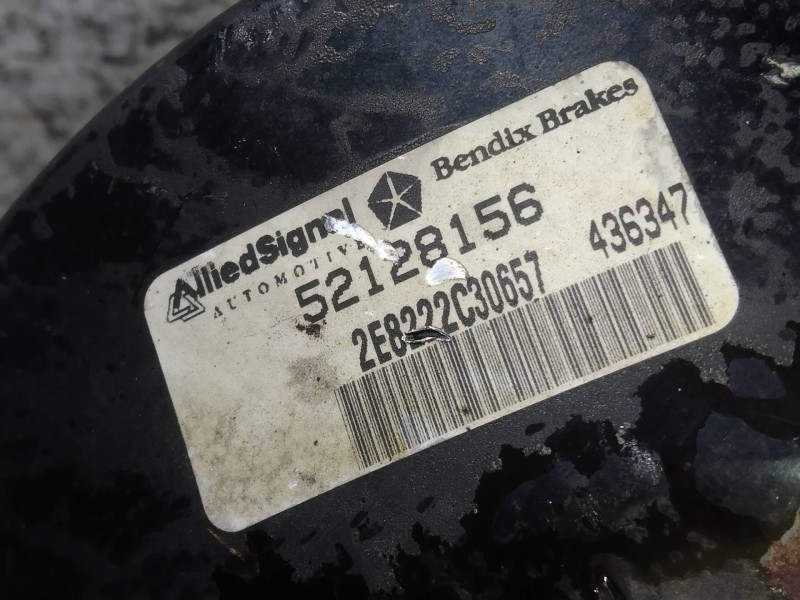 AlliedSignal
AUTOMOTIVE
Bendix Brakes
52128156
2E8222C30657 436347